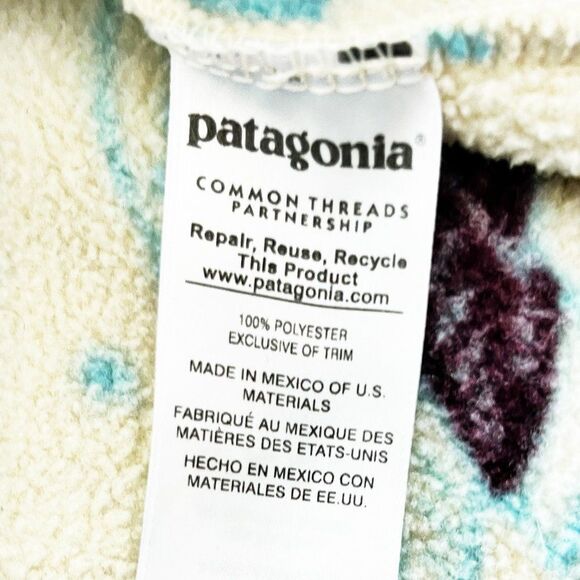 patagonia®
COMMON THREADS
PARTNERSHIP
Repair, Reuse, Recycle
This Product
www.patagonia.com
100% POLYESTER
EXCLUSIVE OF TRIM
MADE IN MEXICO OF U.S.
MATERIALS
FABRIQUÉ AU MEXIQUE DES
MATIÈRES DES ETATS-UNIS
HECHO EN MEXICO CON
MATERIALES DE EE.UU.